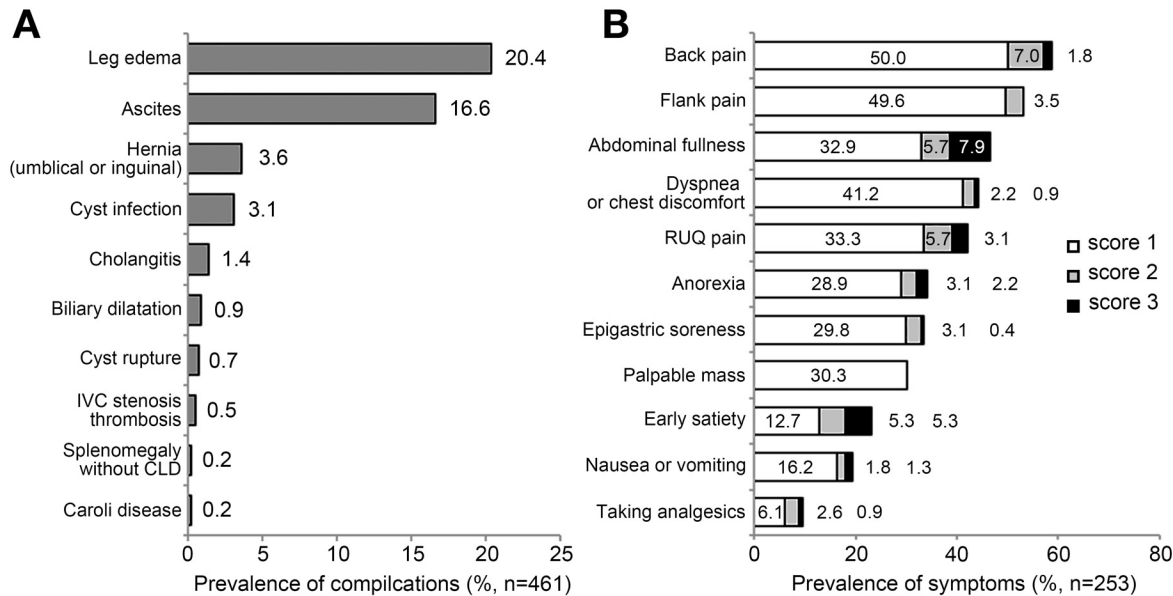 A
Leg edema 20.4
Ascites 16.6
Hernia
(umblical or inguinal) 3.6
Cyst infection 3.1
Cholangitis 1.4
Biliary dilatation 0.9
Cyst rupture 0.7
IVC stenosis
thrombosis 0.5
Splenomegaly
without CLD 0.2
Caroli disease 0.2
0 5 10 15 20 25
Prevalence of compilcations (%, n=461)
B
Back pain 50.0 7.0 1.8
Flank pain 49.6 3.5
Abdominal fullness 32.9 5.7 7.9
Dyspnea
or chest discomfort 41.2 2.2 0.9
RUQ pain 33.3 5.7 3.1
Anorexia 28.9 3.1 2.2
Epigastric soreness 29.8 3.1 0.4
Palpable mass 30.3
Early satiety 12.7 5.3 5.3
Nausea or vomiting 16.2 1.8 1.3
Taking analgesics 6.1 2.6 0.9
0 20 40 60 80
Prevalence of symptoms (%, n=253)
score 1
score 2
score 3